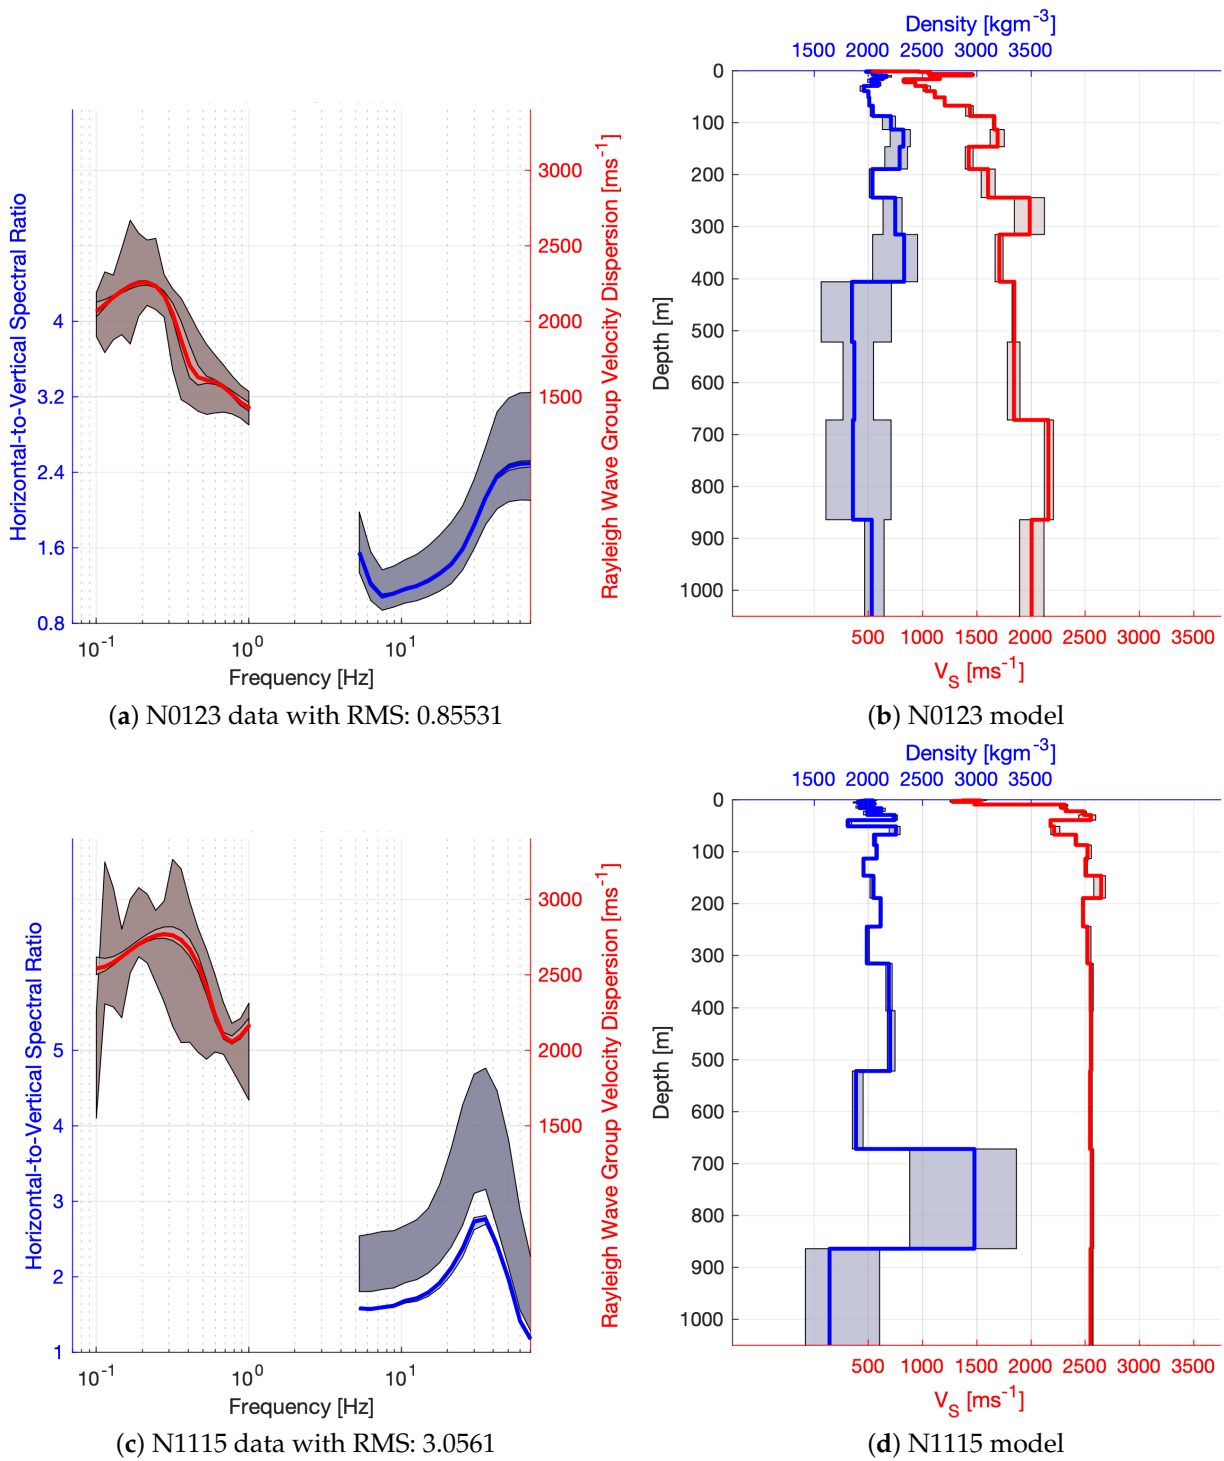 Density [kgm-3]
1500 2000 2500 3000 3500
0
100
200
300
400
500
600
700
800
900
1000
Depth [m]
500 1000 1500 2000 2500 3000 3500
VS [ms-1]
Horizontal-to-Vertical Spectral Ratio
4
3.2
2.4
1.6
0.8
3000
2500
2000
1500
Rayleigh Wave Group Velocity Dispersion [ms-1]
10-1 100 101
Frequency [Hz]
(a) N0123 data with RMS: 0.85531
(b) N0123 model
Density [kgm-3]
1500 2000 2500 3000 3500
0
100
200
300
400
500
600
700
800
900
1000
Depth [m]
500 1000 1500 2000 2500 3000 3500
VS [ms-1]
Horizontal-to-Vertical Spectral Ratio
5
4
3
2
1
3000
2500
2000
1500
Rayleigh Wave Group Velocity Dispersion [ms-1]
10-1 100 101
Frequency [Hz]
(c) N1115 data with RMS: 3.0561
(d) N1115 model